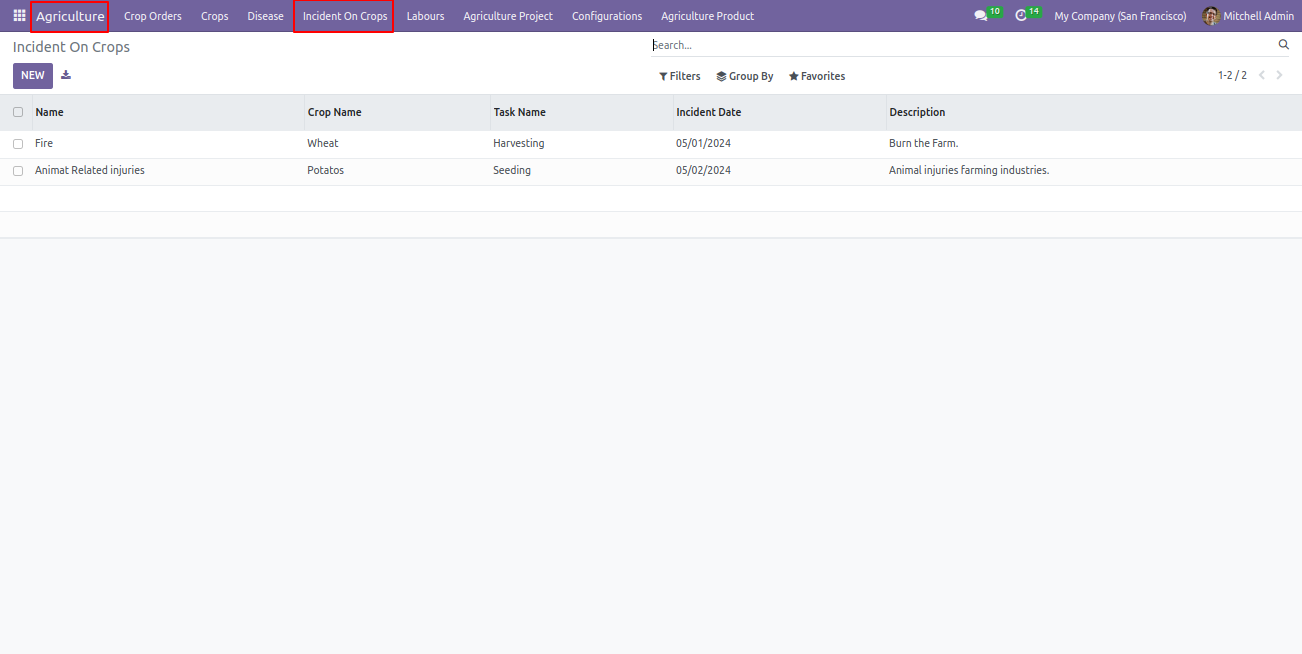 Agriculture Crop Orders Crops Disease Incident On Crops Labours Agriculture Project Configurations Agriculture Product 10 14 My Company (San Francisco) Mitchell Admin
Incident On Crops Search...
NEW Filters Group By Favorites 1-2 / 2
Name Crop Name Task Name Incident Date Description
Fire Wheat Harvesting 05/01/2024 Burn the Farm.
Animat Related injuries Potatos Seeding 05/02/2024 Animal injuries farming industries.